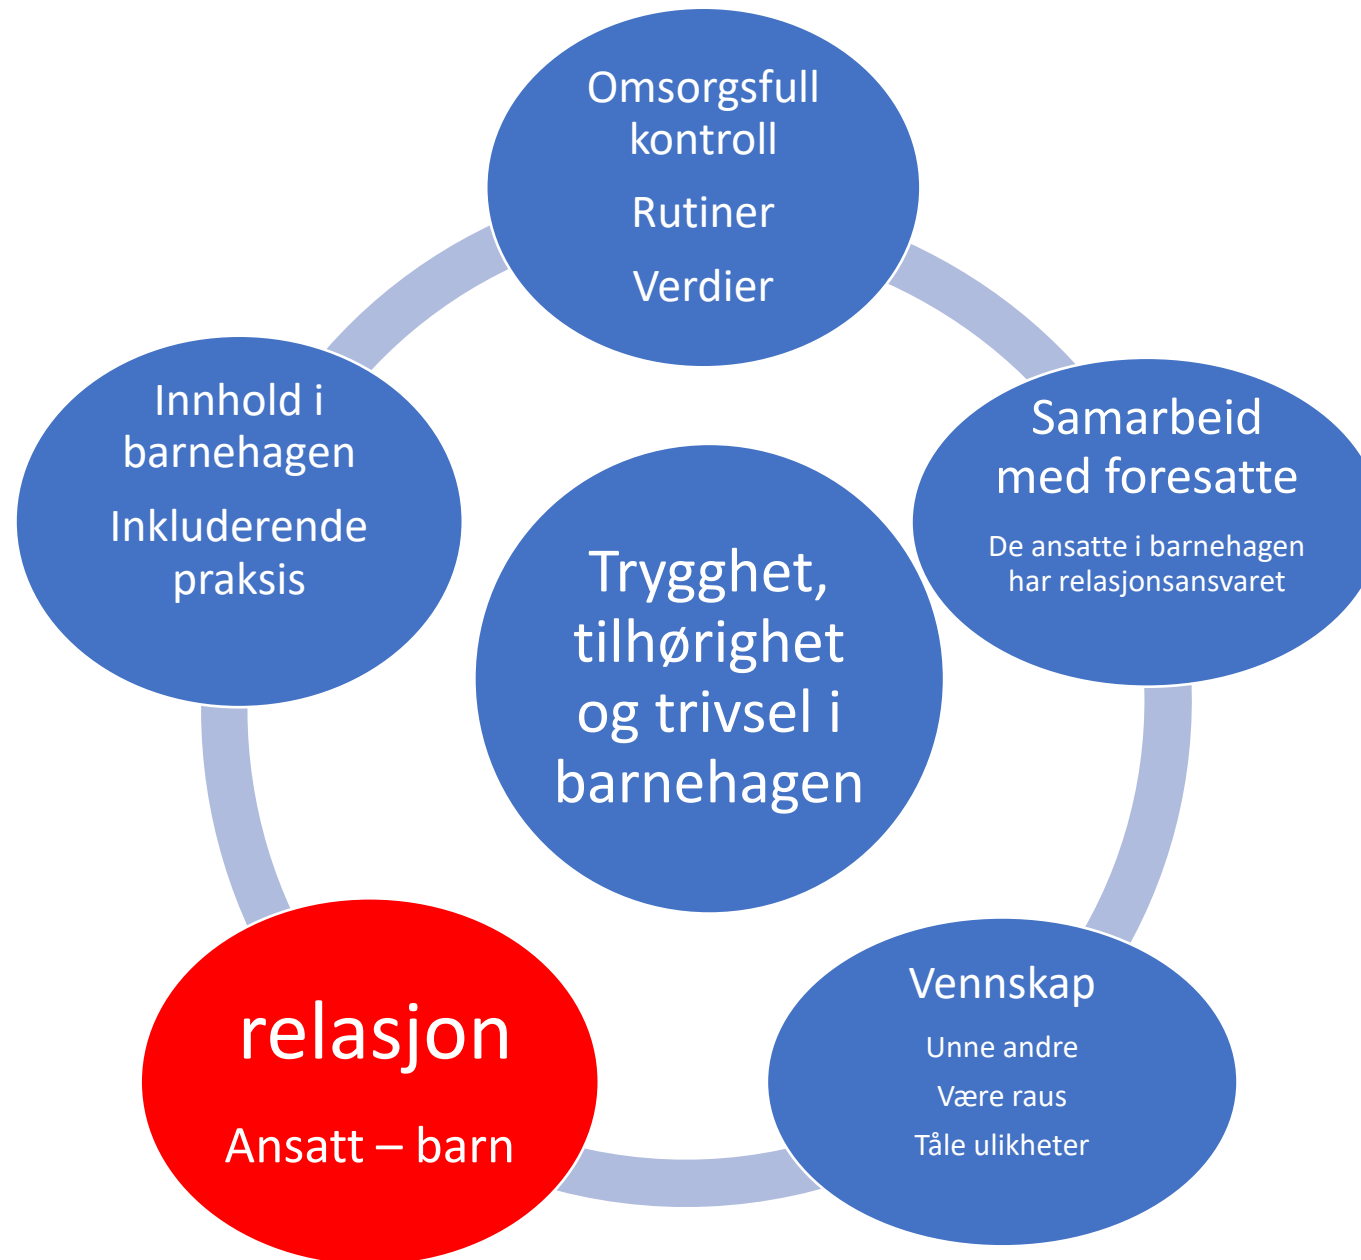 Omsorgsfull
kontroll
Rutiner
Verdier
Samarbeid
med foresatte
De ansatte i barnehagen
har relasjonsansvaret
Innhold i
barnehagen
Inkluderende
praksis
Trygghet,
tilhørighet
og trivsel i
barnehagen
Vennskap
Unne andre
Være raus
Tåle ulikheter
relasjon
Ansatt – barn